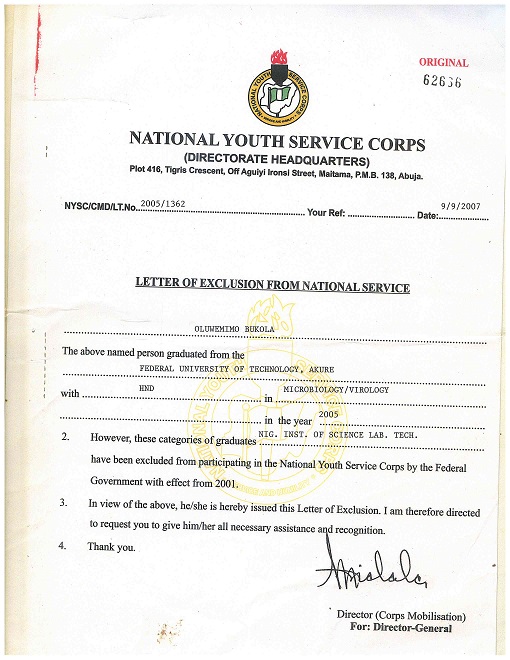 ORIGINAL
62636
NATIONAL YOUTH SERVICE CORPS
NATIONAL YOUTH SERVICE CORPS
(DIRECTORATE HEADQUARTERS)
Plot 416, Tigris Crescent, Off Aguiyi Ironsi Street, Maitama, P.M.B. 138, Abuja.
NYSC/CMD/LT.No. 2005/1362 Your Ref: Date: 9/9/2007
LETTER OF EXCLUSION FROM NATIONAL SERVICE
OLUWEMIMO BUKOLA
The above named person graduated from the
FEDERAL UNIVERSITY OF TECHNOLOGY, AKURE
with HND in MICROBIOLOGY/VIROLOGY
in the year 2005
2. However, these categories of graduates NIG. INST. OF SCIENCE LAB. TECH.
have been excluded from participating in the National Youth Service Corps by the Federal
Government with effect from 2001.
3. In view of the above, he/she is hereby issued this Letter of Exclusion. I am therefore directed
to request you to give him/her all necessary assistance and recognition.
4. Thank you.
Director (Corps Mobilisation)
For: Director-General